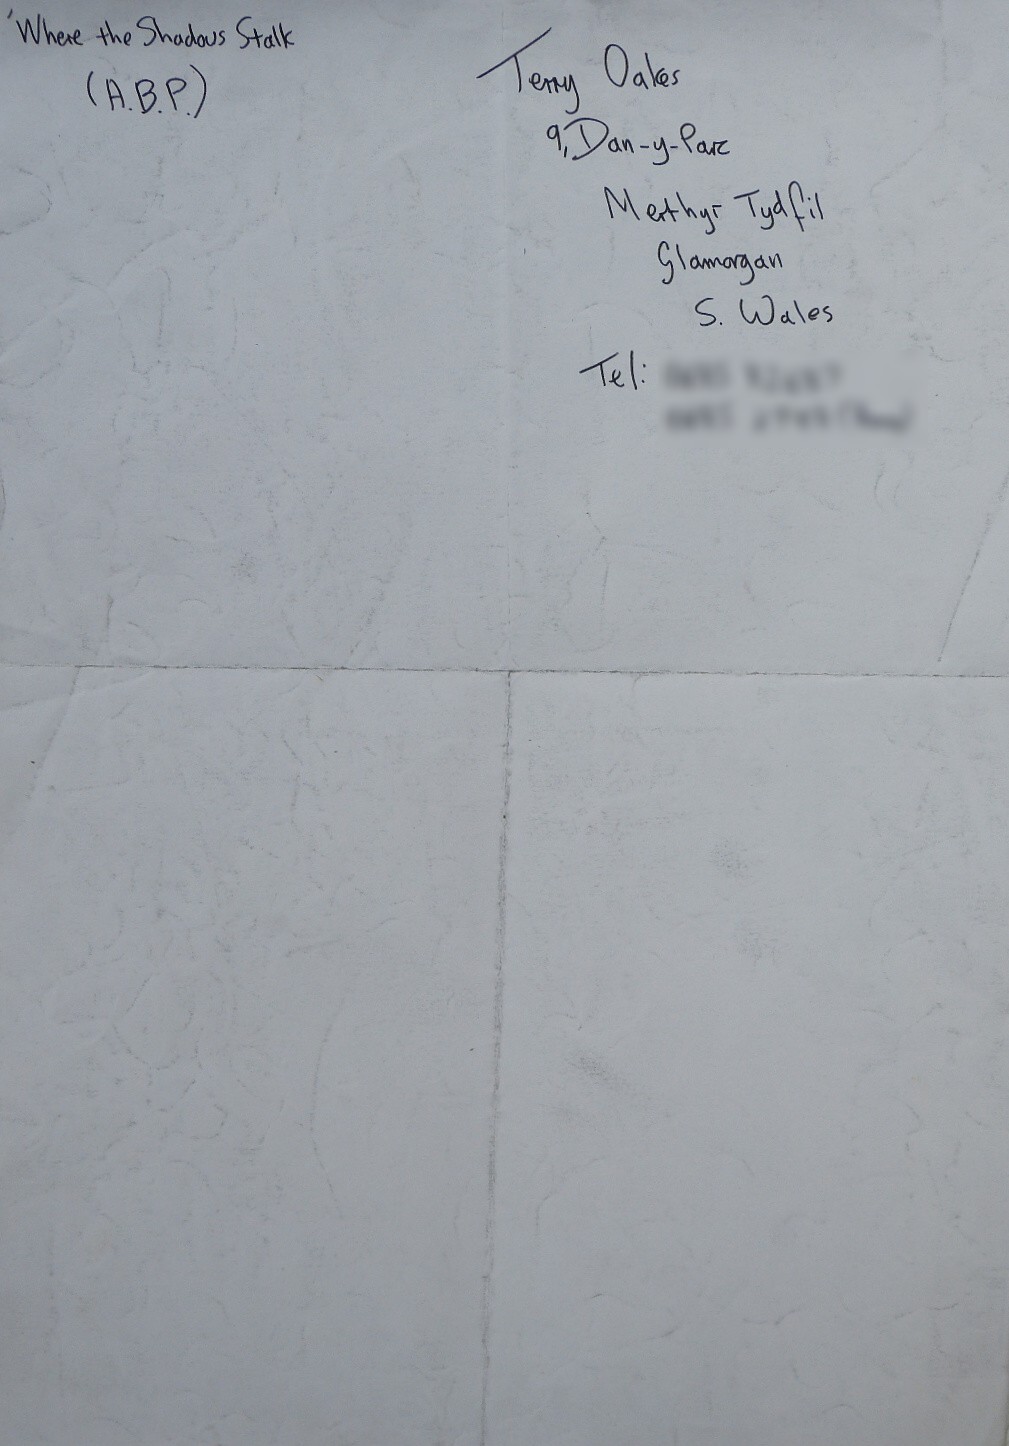 'Where the Shadows Stalk
(A.B.P.)
Terry Oakes
9, Dan-y-Parc
Merthyr Tydfil
Glamorgan
S. Wales
Tel: